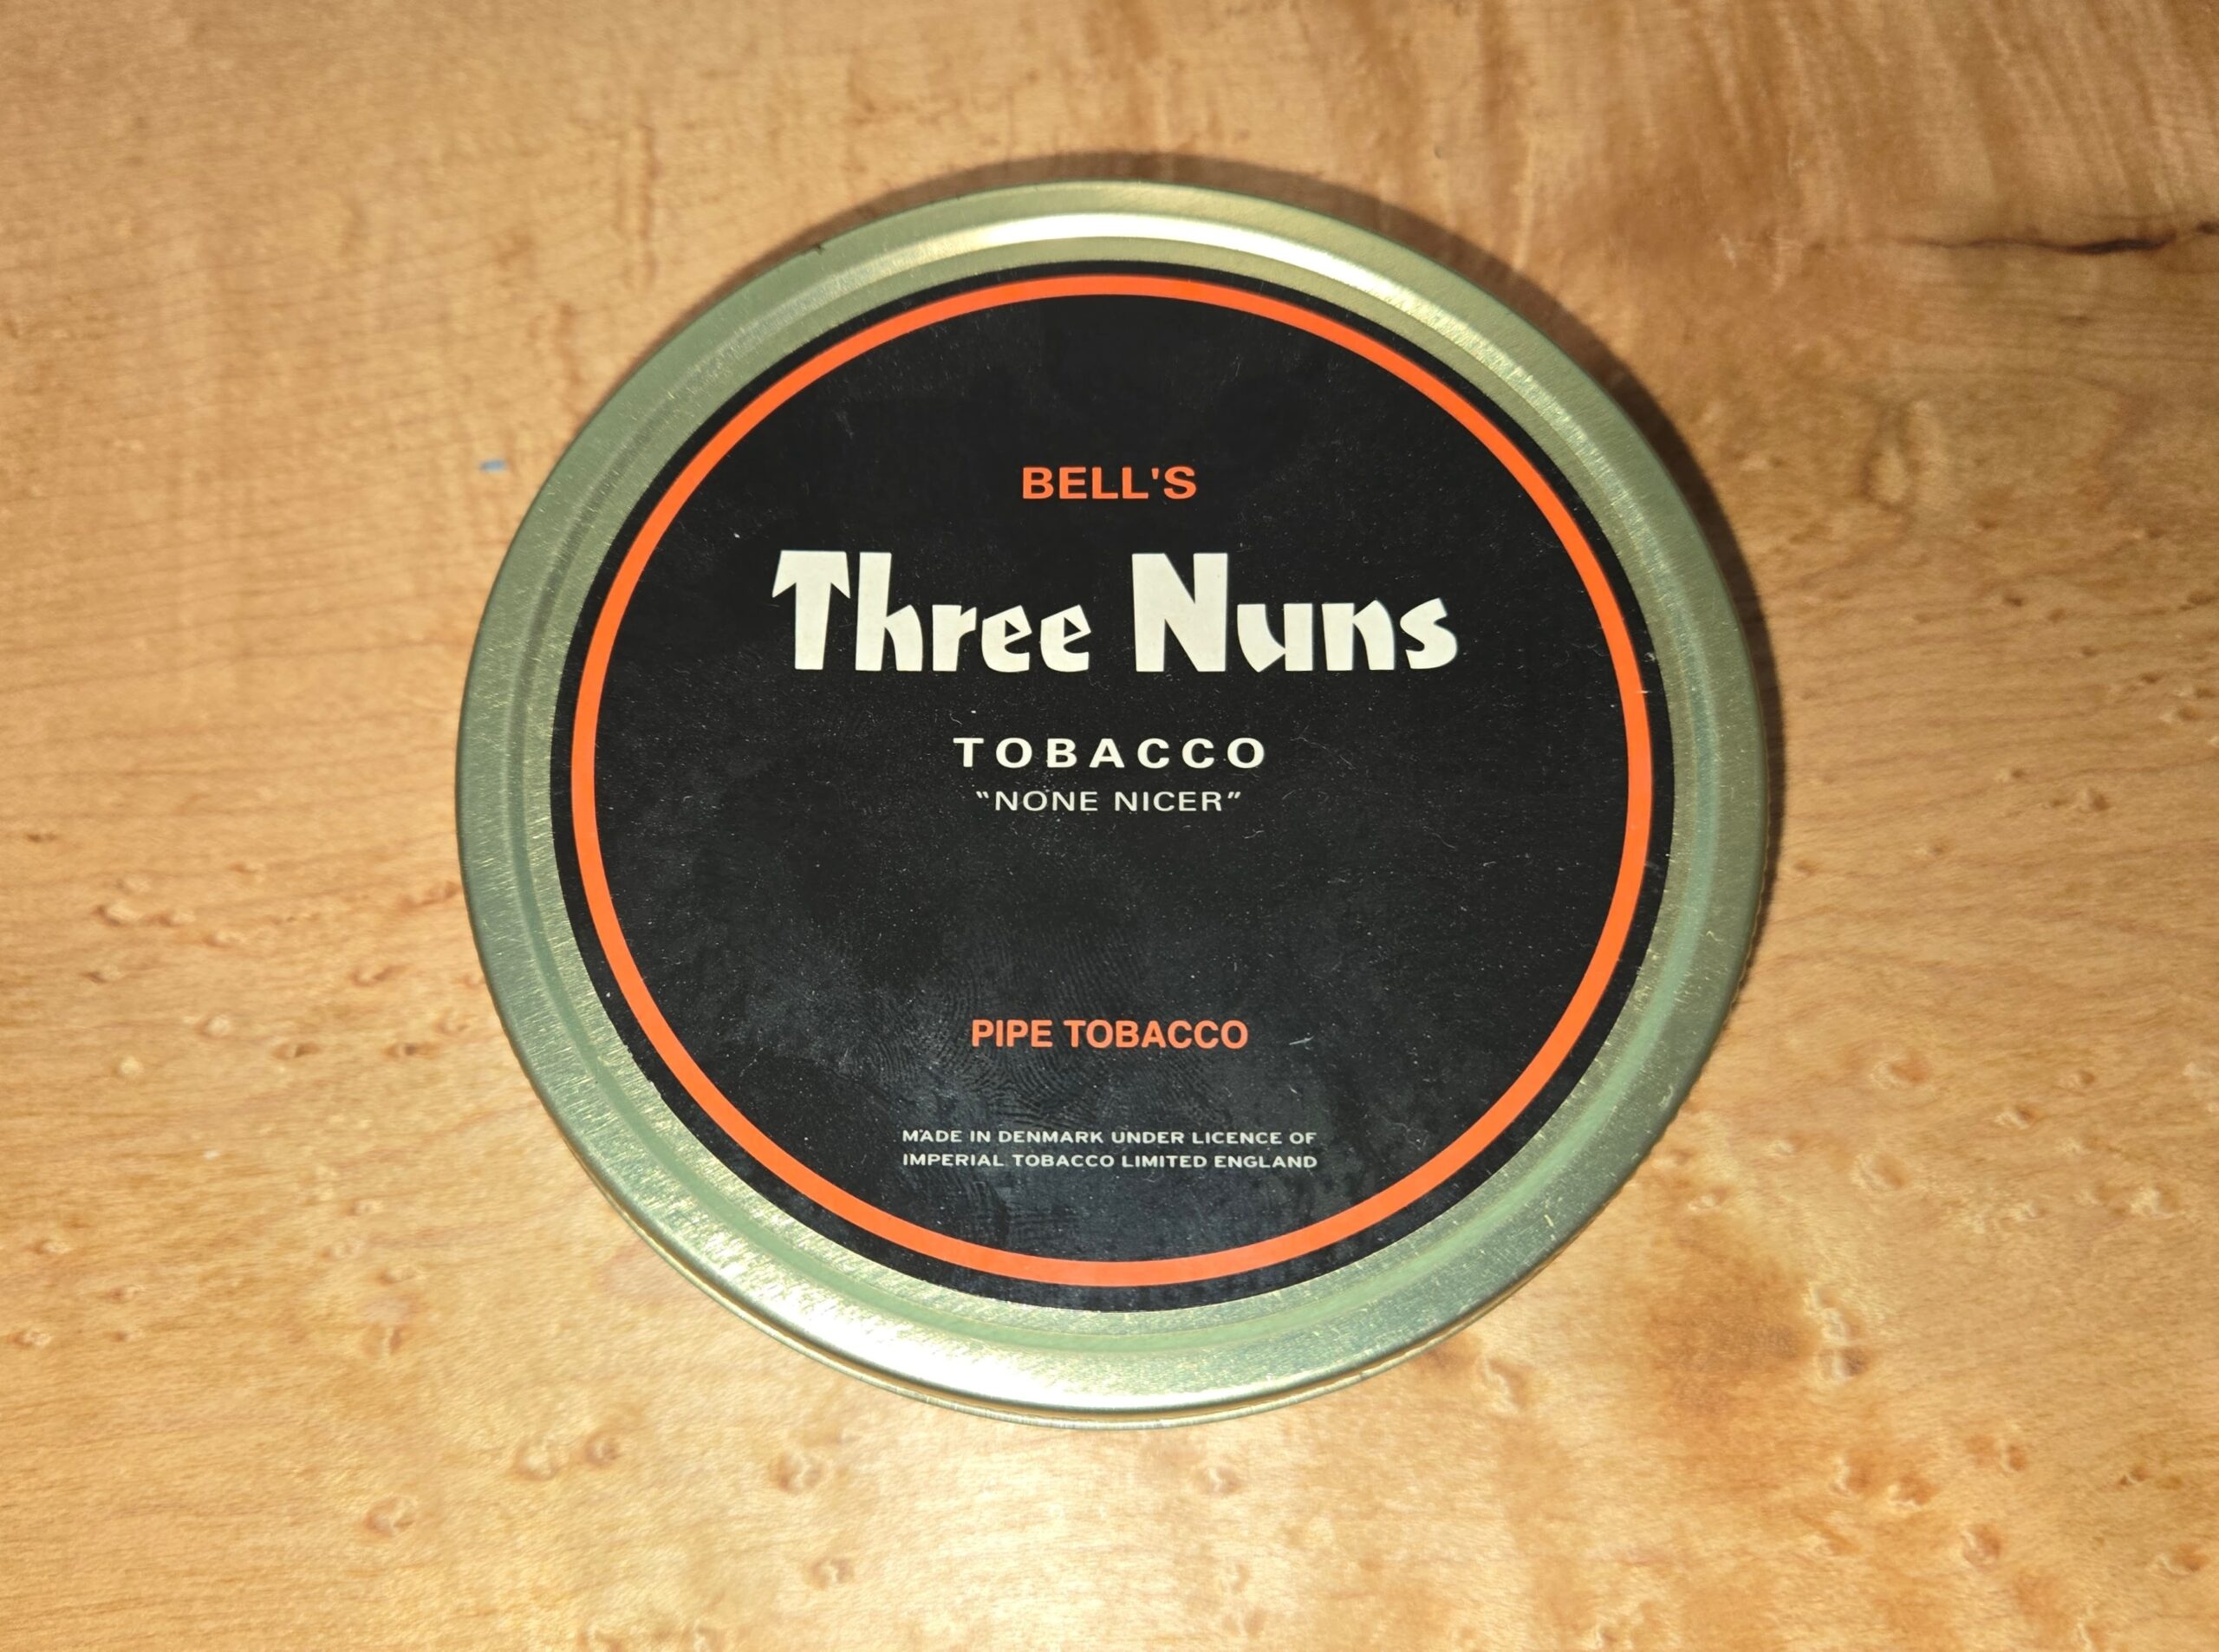 BELL'S
Three Nuns
TOBACCO
"NONE NICER"
PIPE TOBACCO
MADE IN DENMARK UNDER LICENCE OF
IMPERIAL TOBACCO LIMITED ENGLAND